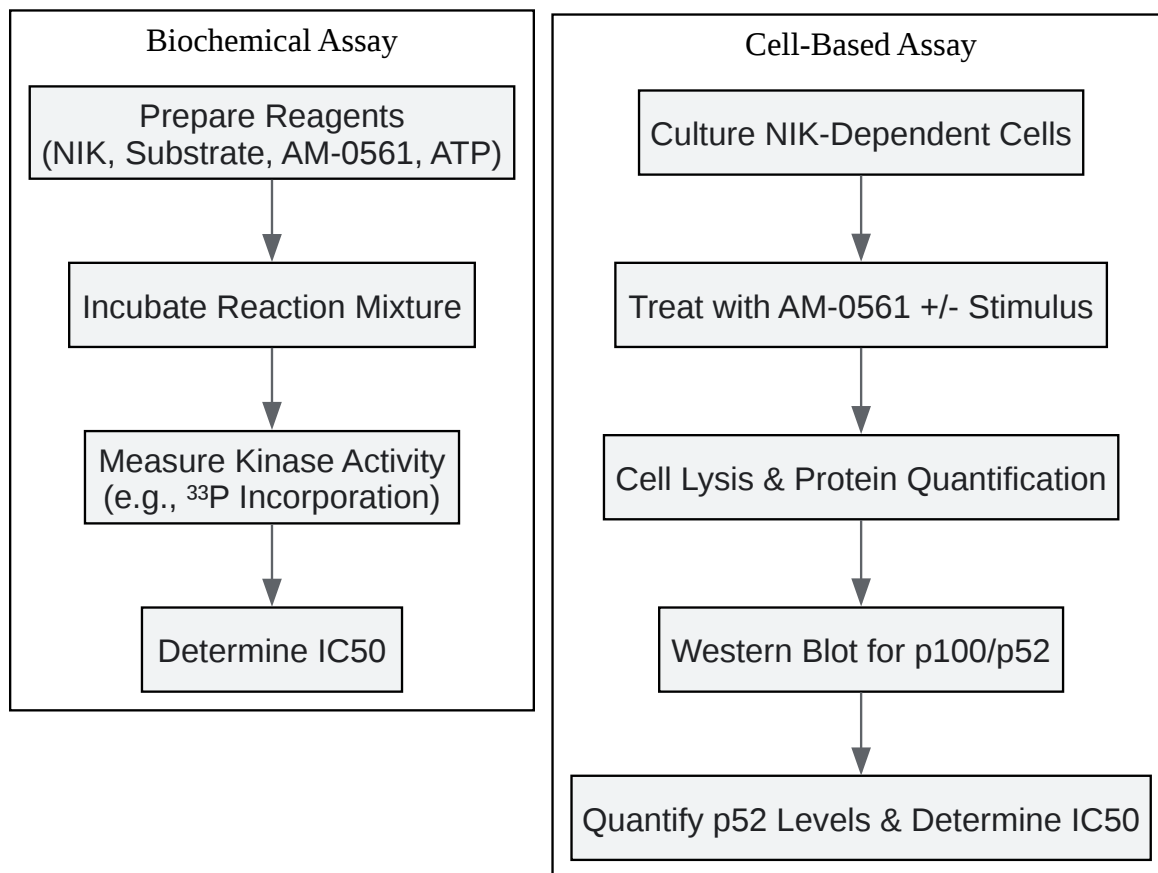 Biochemical Assay
Prepare Reagents
(NIK, Substrate, AM-0561, ATP)
Incubate Reaction Mixture
Measure Kinase Activity
(e.g., ³³P Incorporation)
Determine IC50
Cell-Based Assay
Culture NIK-Dependent Cells
Treat with AM-0561 +/- Stimulus
Cell Lysis & Protein Quantification
Western Blot for p100/p52
Quantify p52 Levels & Determine IC50